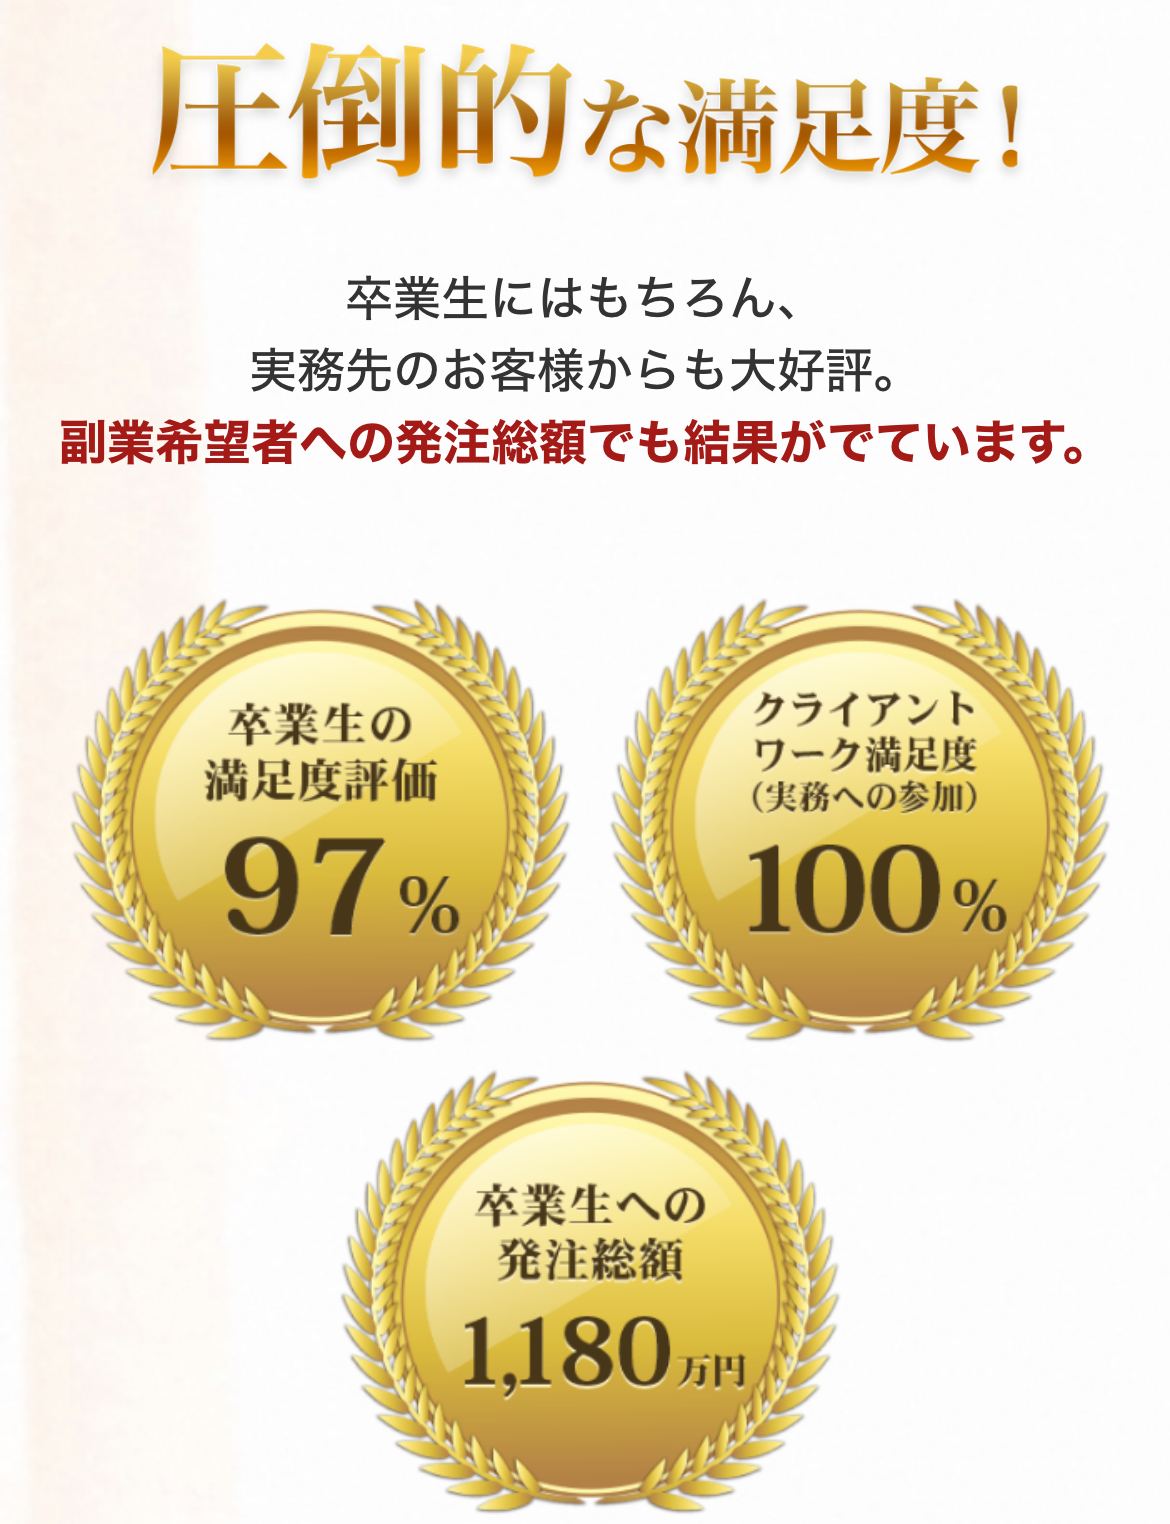 圧倒的な満足度！
卒業生にはもちろん、
実務先のお客様からも大好評。
副業希望者への発注総額でも結果がでています。
卒業生の
満足度評価
97%
クライアント
ワーク満足度
（実務への参加）
100%
卒業生への
発注総額
1,180万円